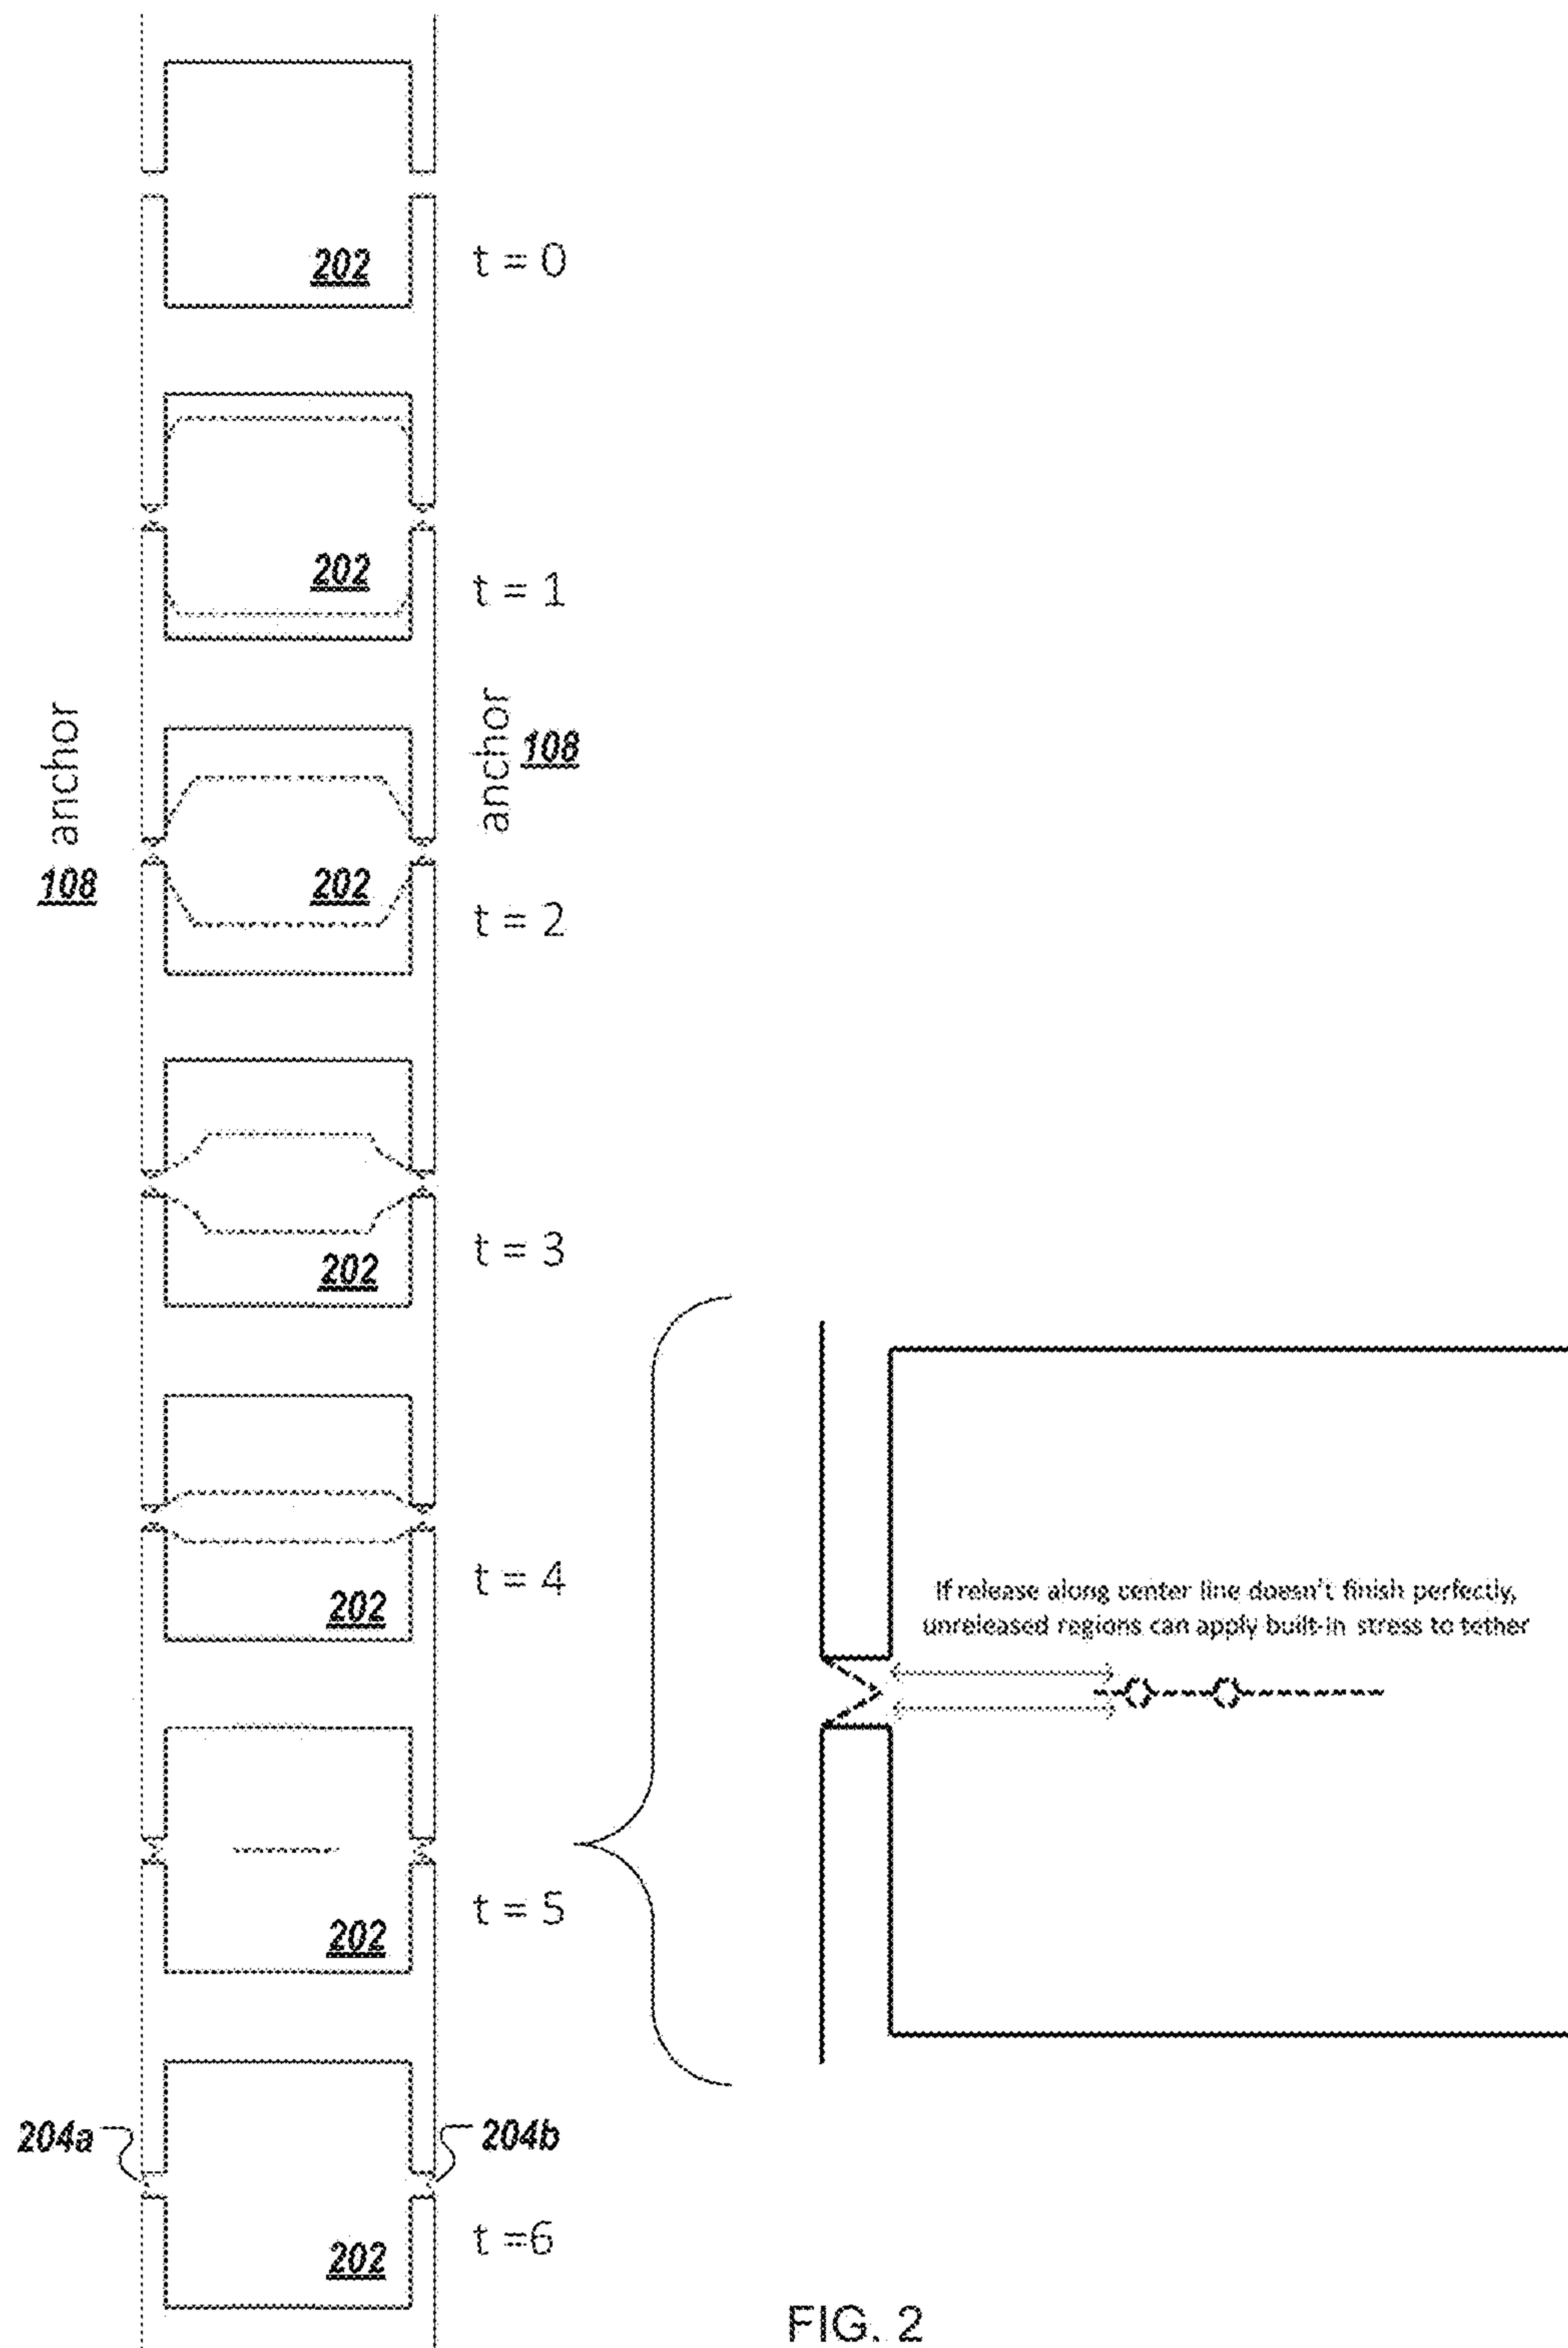 202
t = 0
202
t = 1
anchor
108
anchor
108
202
t = 2
202
t = 3
202
t = 4
If release along center line doesn't finish perfectly,
unreleased regions can apply built-in stress to tether
202
t = 5
204a
204b
202
t =6
FIG. 2